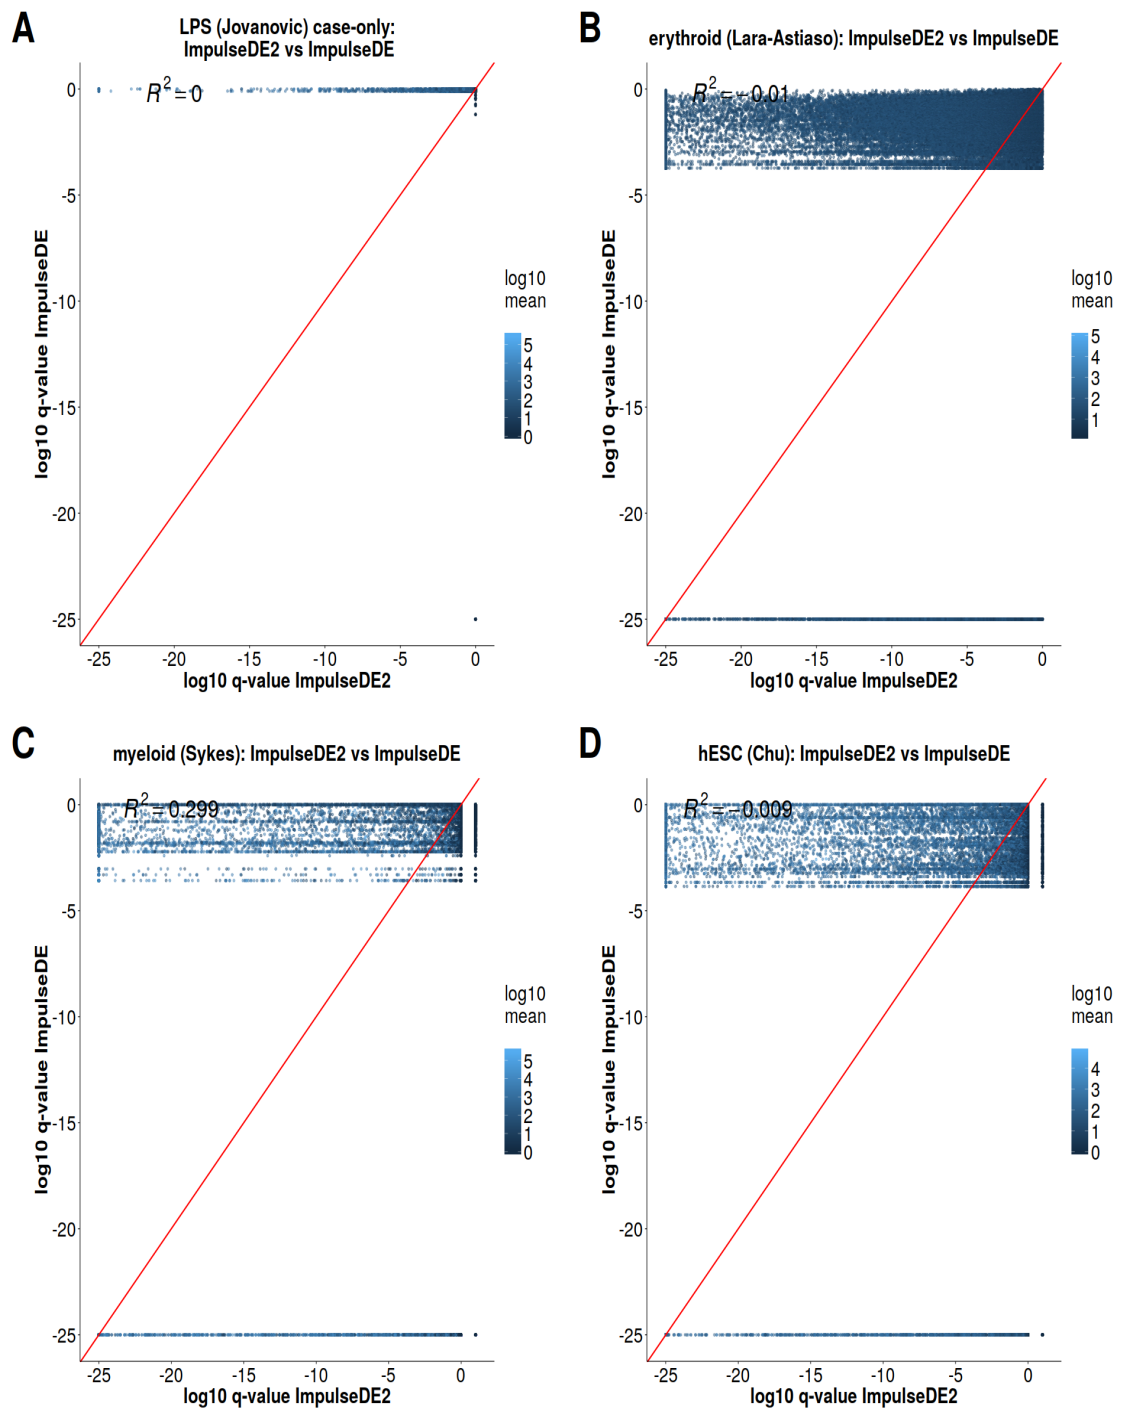 A
LPS (Jovanovic) case-only:
ImpulseDE2 vs ImpulseDE
R² = 0
0
-5
-10
-15
-20
-25
log10 q-value ImpulseDE
-25 -20 -15 -10 -5 0
log10 q-value ImpulseDE2
log10
mean
5
4
3
2
1
0
B
erythroid (Lara-Astiaso): ImpulseDE2 vs ImpulseDE
R² = −0.01
0
-5
-10
-15
-20
-25
log10 q-value ImpulseDE
-25 -20 -15 -10 -5 0
log10 q-value ImpulseDE2
log10
mean
5
4
3
2
1
C
myeloid (Sykes): ImpulseDE2 vs ImpulseDE
R² = 0.299
0
-5
-10
-15
-20
-25
log10 q-value ImpulseDE
-25 -20 -15 -10 -5 0
log10 q-value ImpulseDE2
log10
mean
5
4
3
2
1
0
D
hESC (Chu): ImpulseDE2 vs ImpulseDE
R² = −0.009
0
-5
-10
-15
-20
-25
log10 q-value ImpulseDE
-25 -20 -15 -10 -5 0
log10 q-value ImpulseDE2
log10
mean
4
3
2
1
0